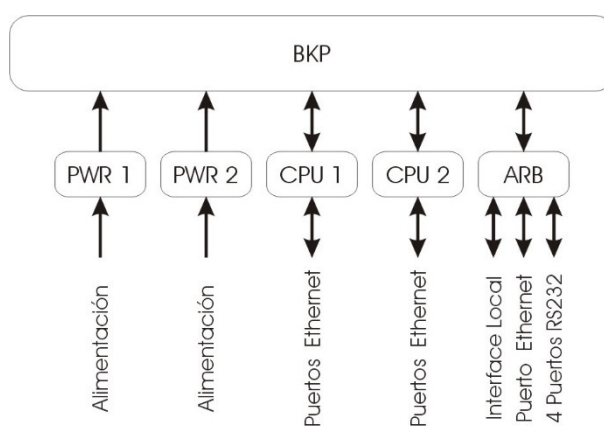 BKP
PWR 1
PWR 2
CPU 1
CPU 2
ARB
Alimentación
Alimentación
Puertos Ethernet
Puertos Ethernet
Interface Local
Puerto Ethernet
4 Puertos RS232